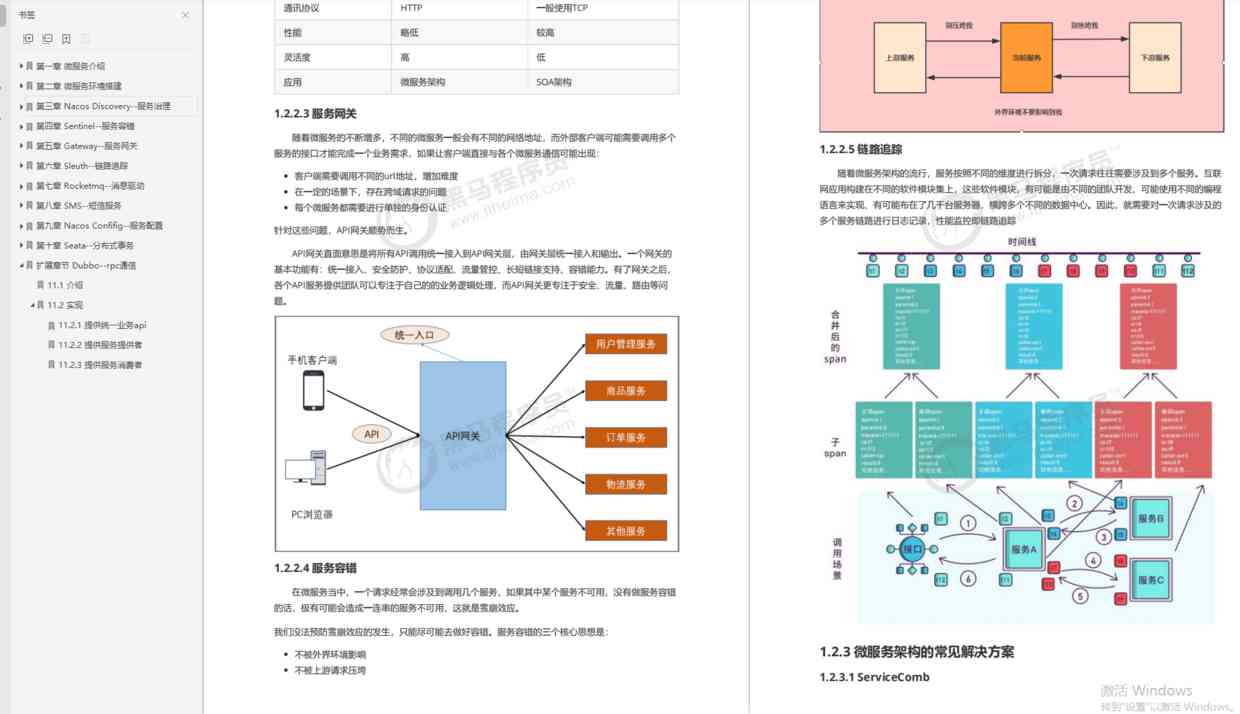 书签
第一章 微服务介绍
第二章 微服务环境搭建
第三章 Nacos Discovery--服务治理
第四章 Sentinel--服务容错
第五章 Gateway--服务网关
第六章 Sleuth--链路追踪
第七章 Rocketmq--消息驱动
第八章 SMS--短信服务
第九章 Nacos Confifig--服务配置
第十章 Seata--分布式事务
扩展章节 Dubbo--rpc通信
11.1 介绍
11.2 实现
11.2.1 提供统一业务api
11.2.2 提供服务提供者
11.2.3 提供服务消费者
通讯协议 HTTP 一般使用TCP
性能 略低 较高
灵活度 高 低
应用 微服务架构 SOA架构
1.2.2.3 服务网关
随着微服务的不断增多，不同的微服务一般会有不同的网络地址，而外部客户端可能需要调用多个
服务的接口才能完成一个业务需求，如果让客户端直接与各个微服务通信可能出现：
客户端需要调用不同的url地址，增加难度
在一定的场景下，存在跨域请求的问题
每个微服务都需要进行单独的身份认证
针对这些问题，API网关顺势而生。
API网关直面意思是将所有API调用统一接入到API网关层，由网关层统一接入和输出。一个网关的
基本功能有：统一接入、安全防护、协议适配、流量管控、长短链接支持、容错能力。有了网关之后，
各个API服务提供团队可以专注于自己的的业务逻辑处理，而API网关更专注于安全、流量、路由等问
题。
统一入口
手机客户端
API
API网关
PC浏览器
用户管理服务
商品服务
订单服务
物流服务
其他服务
黑马程序员
www.itheima.com
1.2.2.4 服务容错
在微服务当中，一个请求经常会涉及到调用几个服务，如果其中某个服务不可用，没有做服务容错
的话，极有可能会造成一连串的服务不可用，这就是雪崩效应。
我们没法预防雪崩效应的发生，只能尽可能去做好容错。服务容错的三个核心思想是：
不被外界环境影响
不被上游请求压垮
别压垮我
别拖垮我
上游服务
当前服务
下游服务
外界环境不要影响到我
1.2.2.5 链路追踪
随着微服务架构的流行，服务按照不同的维度进行拆分，一次请求往往需要涉及到多个服务。互联
网应用构建在不同的软件模块集上，这些软件模块，有可能是由不同的团队开发、可能使用不同的编程
语言来实现、有可能布在了几千台服务器，横跨多个不同的数据中心。因此，就需要对一次请求涉及的
多个服务链路进行日志记录，性能监控即链路追踪
时间线
合并后的span
子span
调用场景
接口
服务A
服务B
服务C
1
2
3
4
5
6
1.2.3 微服务架构的常见解决方案
1.2.3.1 ServiceComb
激活 Windows
转到"设置"以激活 Windows。